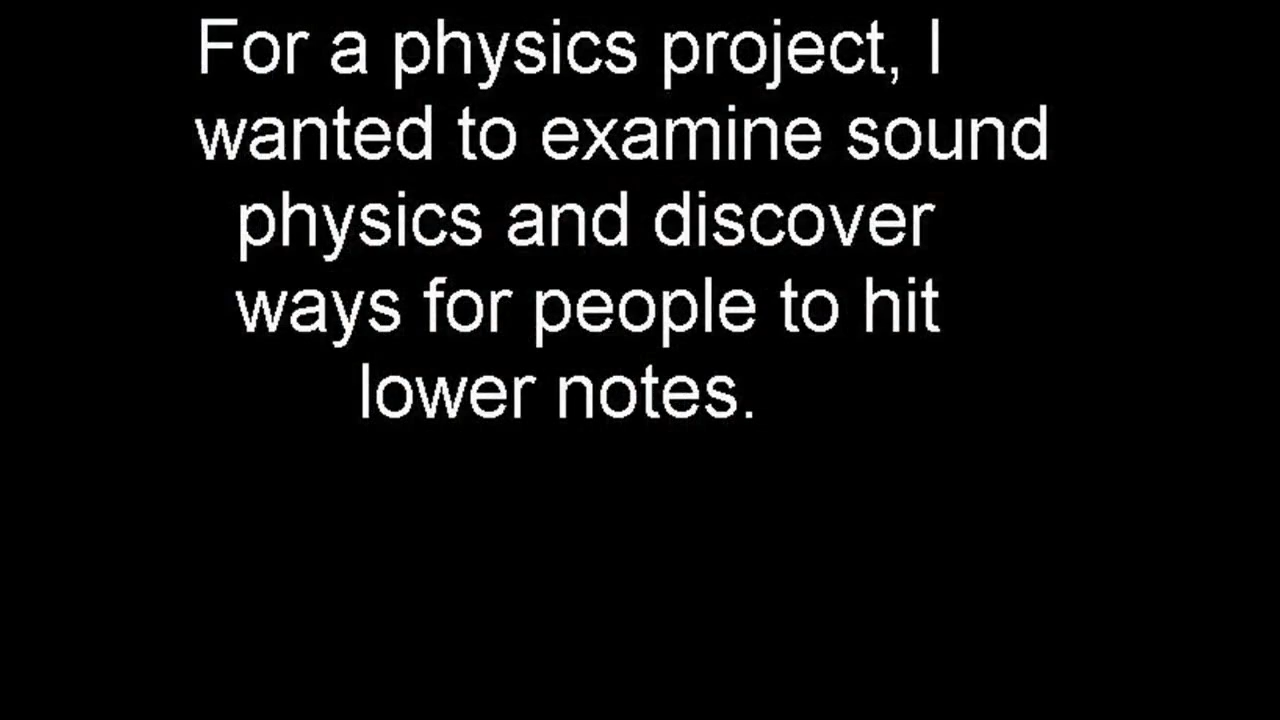 For a physics project, I
wanted to examine sound
physics and discover
ways for people to hit
lower notes.